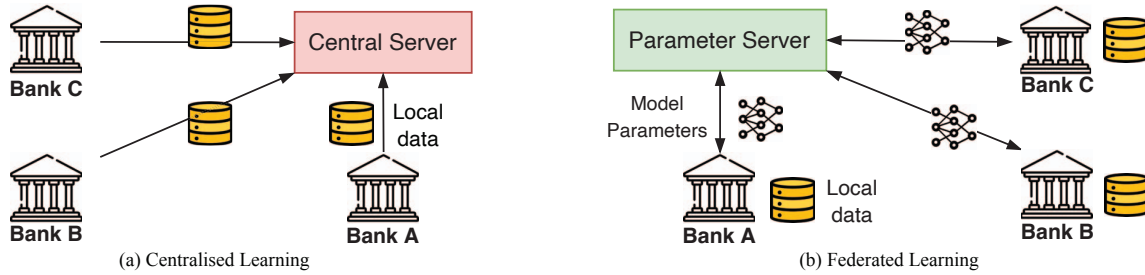 Central Server
Bank C
Local
data
Bank B
Bank A
(a) Centralised Learning
Parameter Server
Bank C
Model
Parameters
Local
data
Bank A
Bank B
(b) Federated Learning